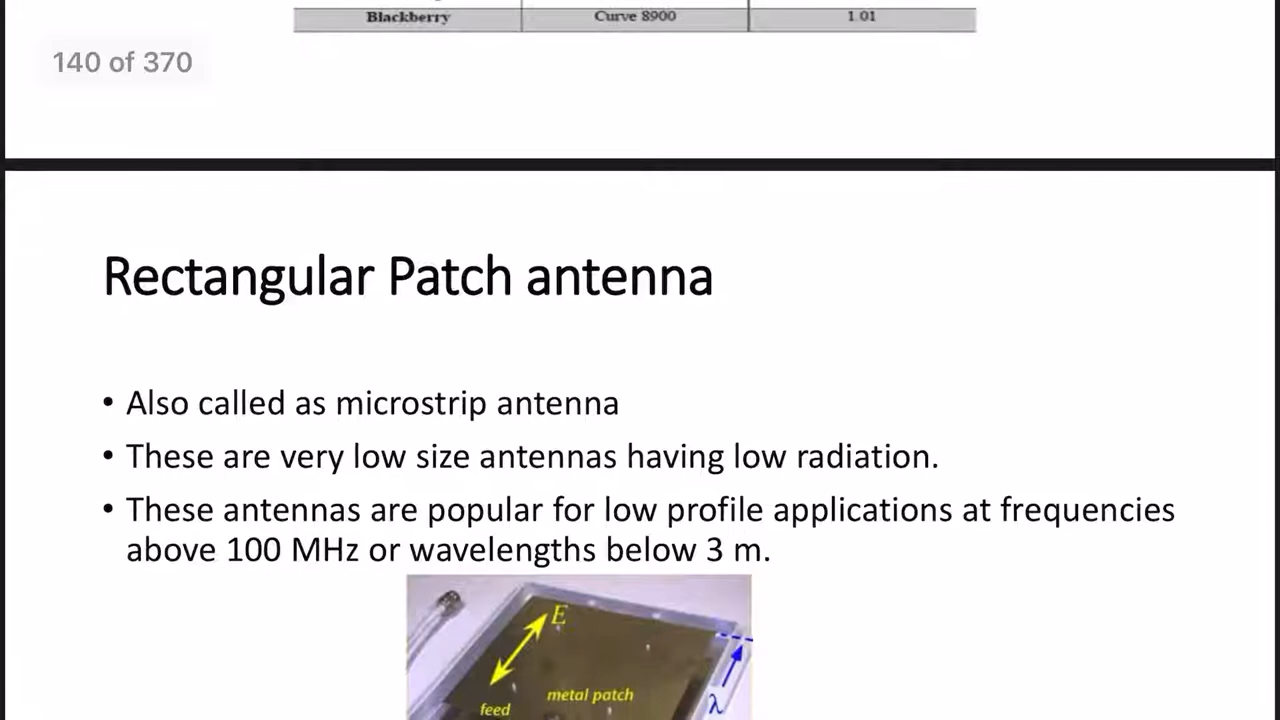 Blackberry Curve 8900 1.01
140 of 370
Rectangular Patch antenna
• Also called as microstrip antenna
• These are very low size antennas having low radiation.
• These antennas are popular for low profile applications at frequencies
above 100 MHz or wavelengths below 3 m.
E
metal patch
λ
feed